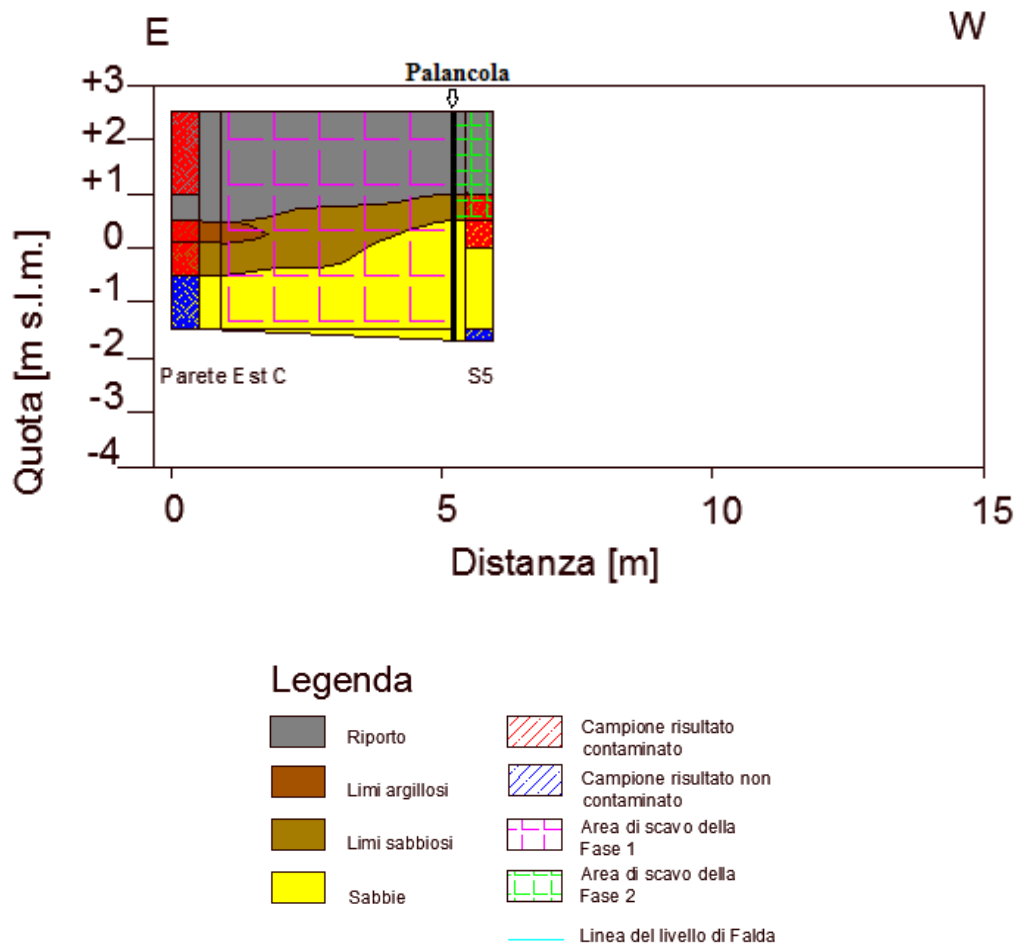 E
W
Palancola
+3
+2
+1
0
-1
-2
-3
-4
Quota [m s.l.m.]
Parete Est C
S5
0
5
10
15
Distanza [m]
Legenda
Riporto
Limi argillosi
Limi sabbiosi
Sabbie
Campione risultato
contaminato
Campione risultato non
contaminato
Area di scavo della
Fase 1
Area di scavo della
Fase 2
Linea del livello di Falda